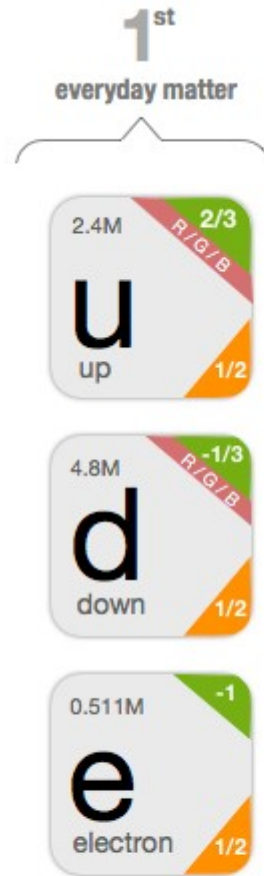 1st
everyday matter
2.4M
2/3
R/G/B
u
up
1/2
4.8M
-1/3
R/G/B
d
down
1/2
0.511M
-1
e
electron
1/2